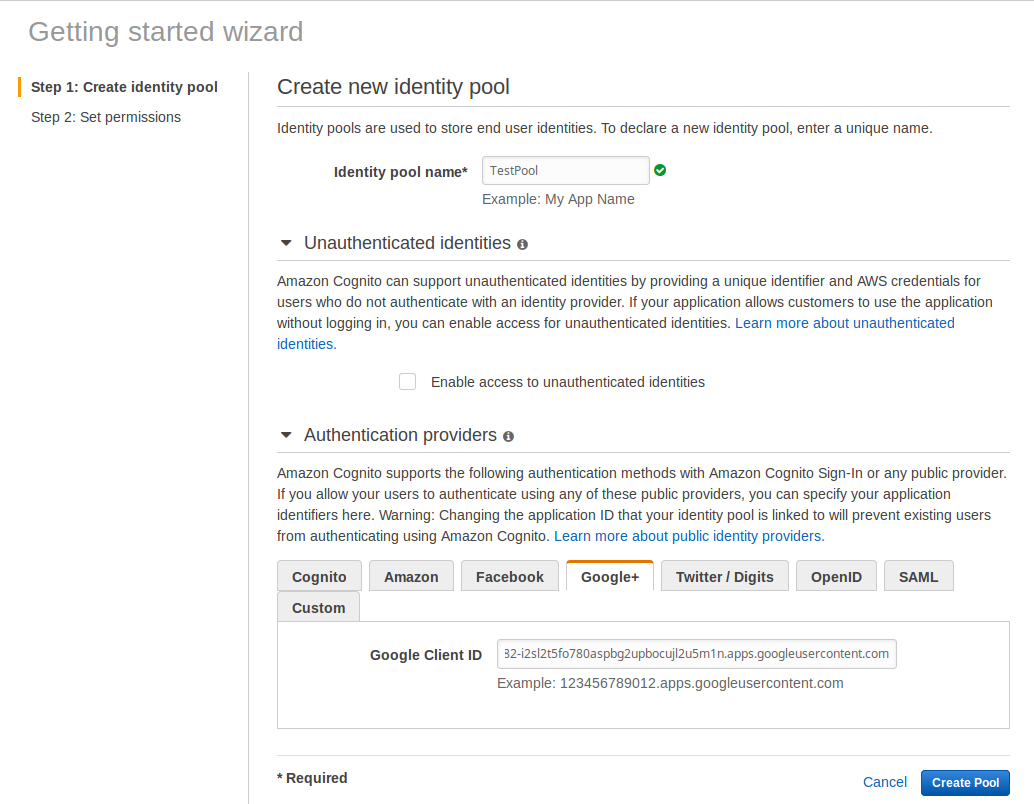 Getting started wizard
Step 1: Create identity pool
Step 2: Set permissions
Create new identity pool
Identity pools are used to store end user identities. To declare a new identity pool, enter a unique name.
Identity pool name* TestPool
Example: My App Name
Unauthenticated identities
Amazon Cognito can support unauthenticated identities by providing a unique identifier and AWS credentials for
users who do not authenticate with an identity provider. If your application allows customers to use the application
without logging in, you can enable access for unauthenticated identities. Learn more about unauthenticated
identities.
Enable access to unauthenticated identities
Authentication providers
Amazon Cognito supports the following authentication methods with Amazon Cognito Sign-In or any public provider.
If you allow your users to authenticate using any of these public providers, you can specify your application
identifiers here. Warning: Changing the application ID that your identity pool is linked to will prevent existing users
from authenticating using Amazon Cognito. Learn more about public identity providers.
Cognito Amazon Facebook Google+ Twitter / Digits OpenID SAML
Custom
Google Client ID 32-i2sl2t5fo780aspbg2upbocujl2u5m1n.apps.googleusercontent.com
Example: 123456789012.apps.googleusercontent.com
* Required
Cancel Create Pool